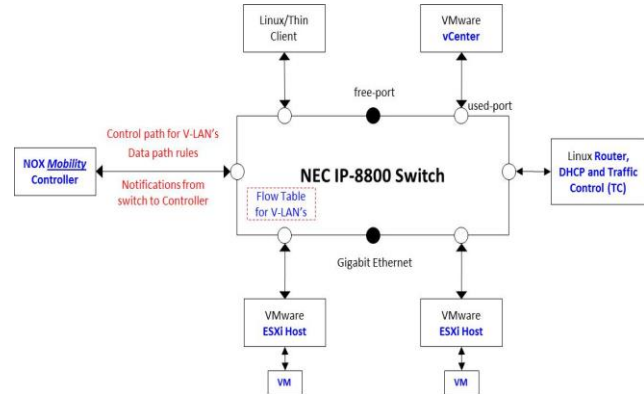 Linux/Thin
Client
VMware
vCenter
free-port
used-port
Control path for V-LAN's
Data path rules
NOX Mobility
Controller
Notifications from
switch to Controller
NEC IP-8800 Switch
Flow Table
for V-LAN's
Linux Router,
DHCP and Traffic
Control (TC)
Gigabit Ethernet
VMware
ESXi Host
VMware
ESXi Host
VM
VM